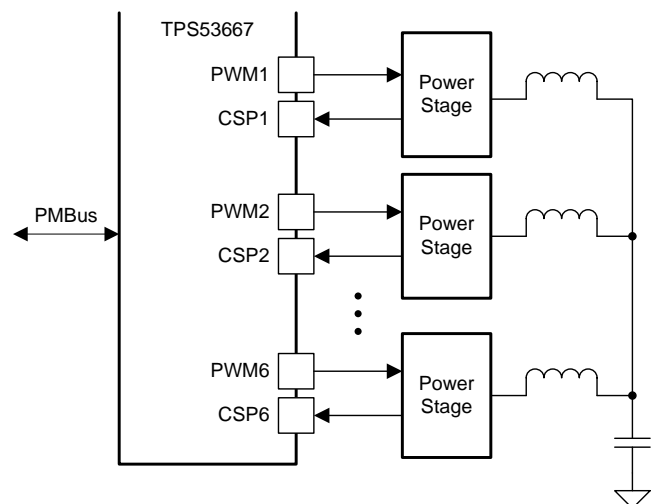 TPS53667
PWM1
CSP1
Power
Stage
PMBus
PWM2
CSP2
Power
Stage
PWM6
CSP6
Power
Stage